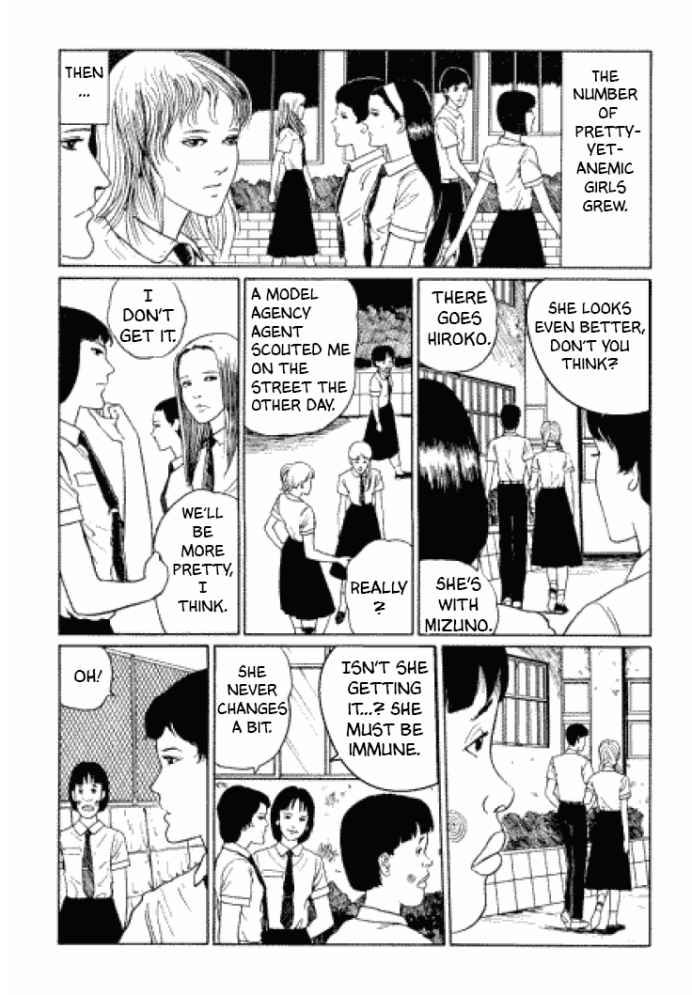 THEN
...
THE
NUMBER
OF
PRETTY-
YET-
ANEMIC
GIRLS
GREW.
I
DON'T
GET IT.
WE'LL
BE
MORE
PRETTY,
I
THINK.
A MODEL
AGENCY
AGENT
SCOUTED ME
ON THE
STREET THE
OTHER DAY.
REALLY
?
THERE
GOES
HIROKO.
SHE LOOKS
EVEN BETTER,
DON'T YOU
THINK?
SHE'S
WITH
MIZUNO.
OH!
SHE
NEVER
CHANGES
A BIT.
ISN'T SHE
GETTING
IT...? SHE
MUST BE
IMMUNE.